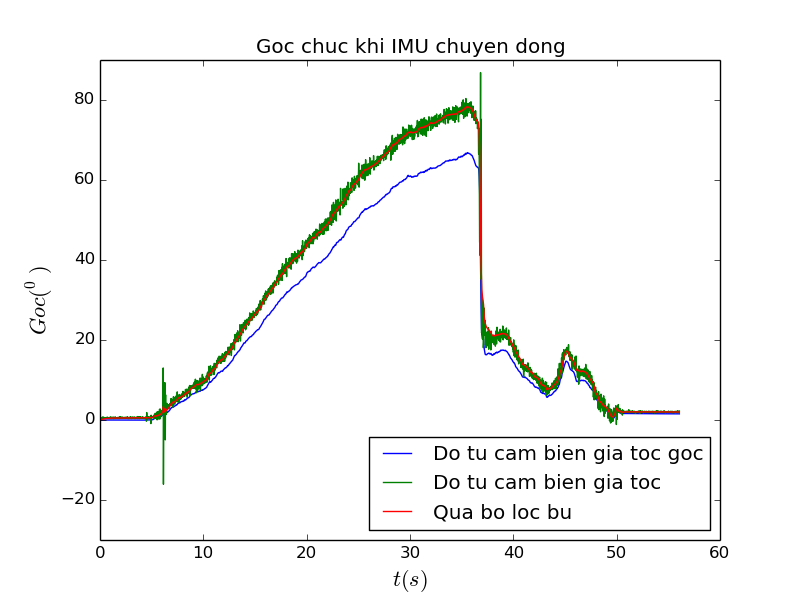 Goc chuc khi IMU chuyen dong
80
60
40
20
0
−20
Goc(⁰)
0 10 20 30 40 50 60
t(s)
Do tu cam bien gia toc goc
Do tu cam bien gia toc
Qua bo loc bu